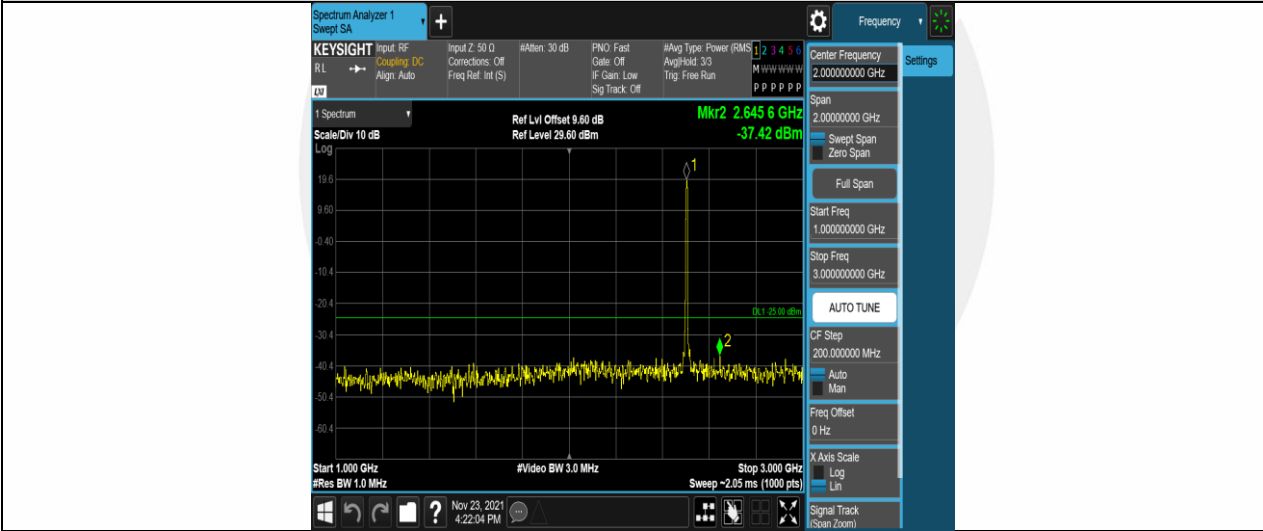 Spectrum Analyzer 1
Swept SA
+
Frequency
KEYSIGHT
RL
LXI
Input: RF
Coupling: DC
Align: Auto
Input Z: 50 Ω
Corrections: Off
Freq Ref: Int (S)
#Atten: 30 dB
PNO: Fast
Gate: Off
IF Gain: Low
Sig Track: Off
#Avg Type: Power (RMS
Avg|Hold: 3/3
Trig: Free Run
1 2 3 4 5 6
M W W W W W
P P P P P P
1 Spectrum
Scale/Div 10 dB
Ref Lvl Offset 9.60 dB
Ref Level 29.60 dBm
Mkr2 2.645 6 GHz
-37.42 dBm
Log
19.6
9.60
-0.40
-10.4
-20.4
-30.4
-40.4
-50.4
-60.4
1
DL1 -25.00 dBm
2
Start 1.000 GHz
#Res BW 1.0 MHz
#Video BW 3.0 MHz
Stop 3.000 GHz
Sweep ~2.05 ms (1000 pts)
?
Nov 23, 2021
4:22:04 PM
Center Frequency
2.000000000 GHz
Settings
Span
2.00000000 GHz
Swept Span
Zero Span
Full Span
Start Freq
1.000000000 GHz
Stop Freq
3.000000000 GHz
AUTO TUNE
CF Step
200.000000 MHz
Auto
Man
Freq Offset
0 Hz
X Axis Scale
Log
Lin
Signal Track
(Span Zoom)